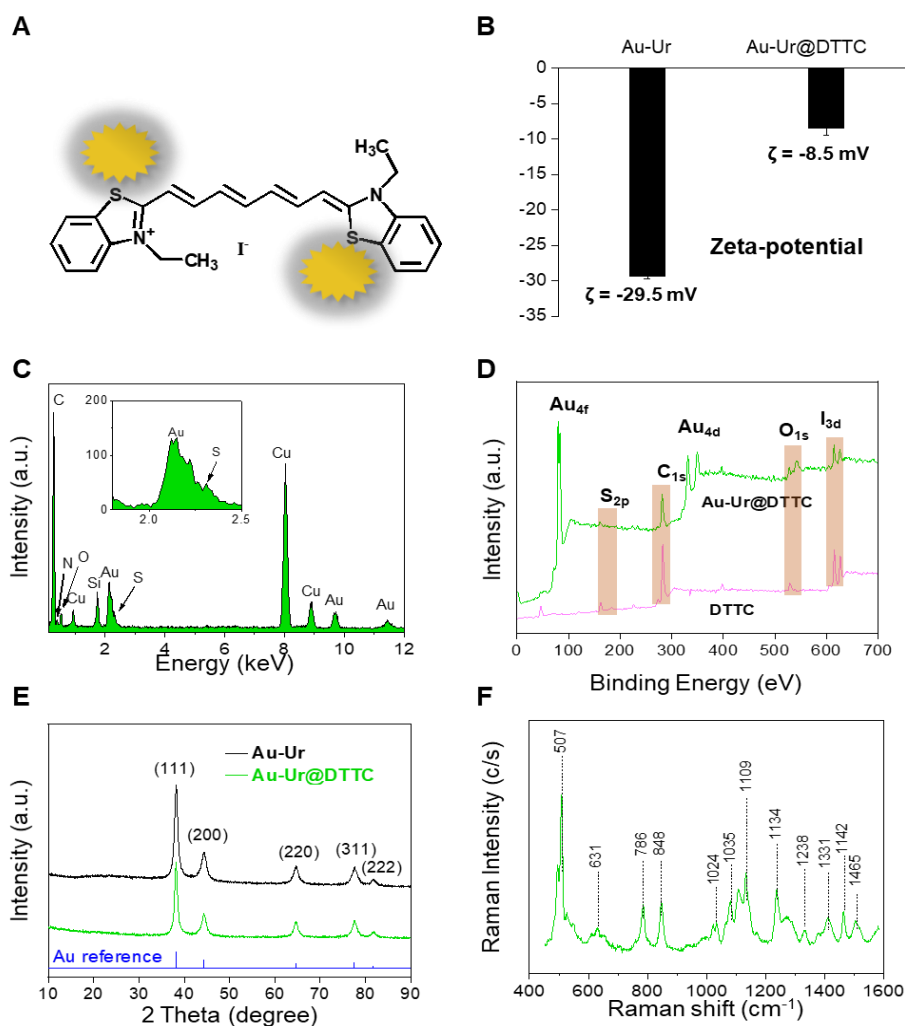 A
S
N⁺
CH₃
I⁻
H₃C
N
S
CH₃
B
Au-Ur
Au-Ur@DTTC
0
-5
-10
-15
-20
-25
-30
-35
ζ = -8.5 mV
Zeta-potential
ζ = -29.5 mV
C
Intensity (a.u.)
C
N
O
Cu
Si
Au
S
Cu
Cu
Au
Au
200
100
0
Au
S
2.0
2.5
0
2
4
6
8
10
12
Energy (keV)
D
Intensity (a.u.)
Au₄f
S₂p
C₁s
Au₄d
O₁s
I₃d
Au-Ur@DTTC
DTTC
0
100
200
300
400
500
600
700
Binding Energy (eV)
E
Intensity (a.u.)
Au-Ur
Au-Ur@DTTC
(111)
(200)
(220)
(311)
(222)
Au reference
10
20
30
40
50
60
70
80
90
2 Theta (degree)
F
Raman Intensity (c/s)
507
631
786
848
1024
1035
1109
1134
1238
1331
1142
1465
400
600
800
1000
1200
1400
1600
Raman shift (cm⁻¹)